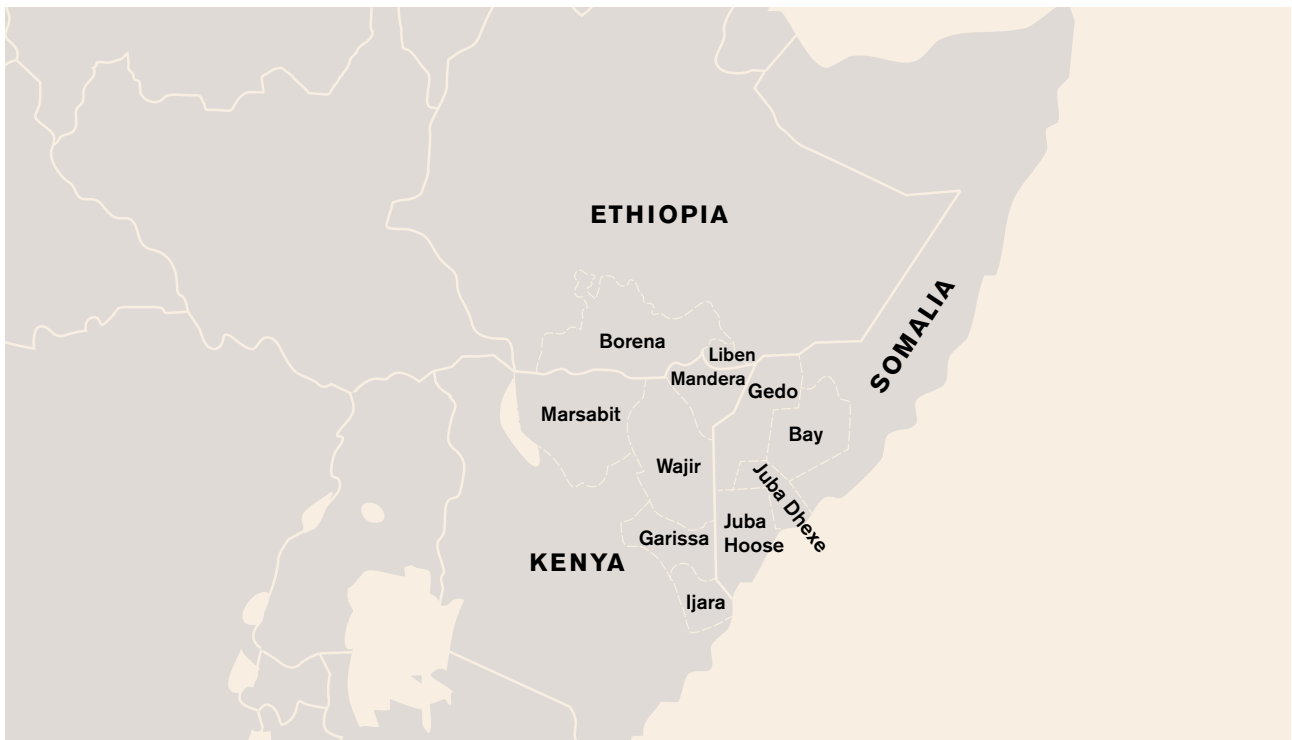 ETHIOPIA
SOMALIA
Borena
Liben
Mandera
Gedo
Marsabit
Bay
Wajir
Juba Dhexe
Juba
Hoose
Garissa
KENYA
Ijara